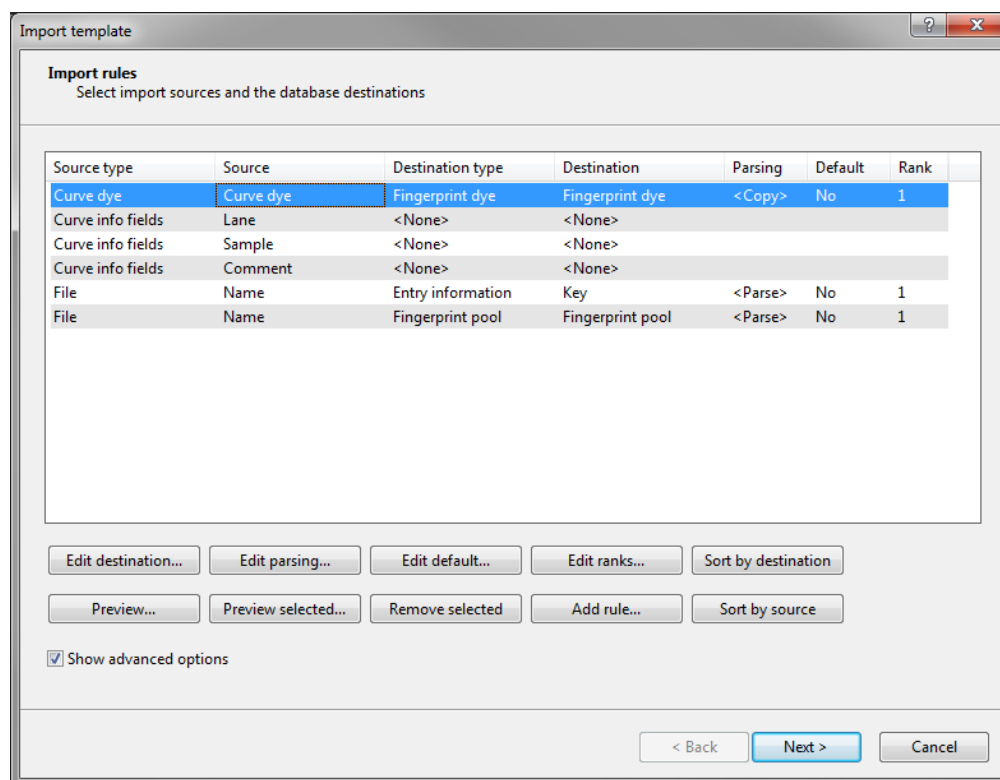 Import template
Import rules
Select import sources and the database destinations
Source type Source Destination type Destination Parsing Default Rank
Curve dye Curve dye Fingerprint dye Fingerprint dye <Copy> No 1
Curve info fields Lane <None> <None>
Curve info fields Sample <None> <None>
Curve info fields Comment <None> <None>
File Name Entry information Key <Parse> No 1
File Name Fingerprint pool Fingerprint pool <Parse> No 1
Edit destination... Edit parsing... Edit default... Edit ranks... Sort by destination
Preview... Preview selected... Remove selected Add rule... Sort by source
Show advanced options
< Back Next > Cancel